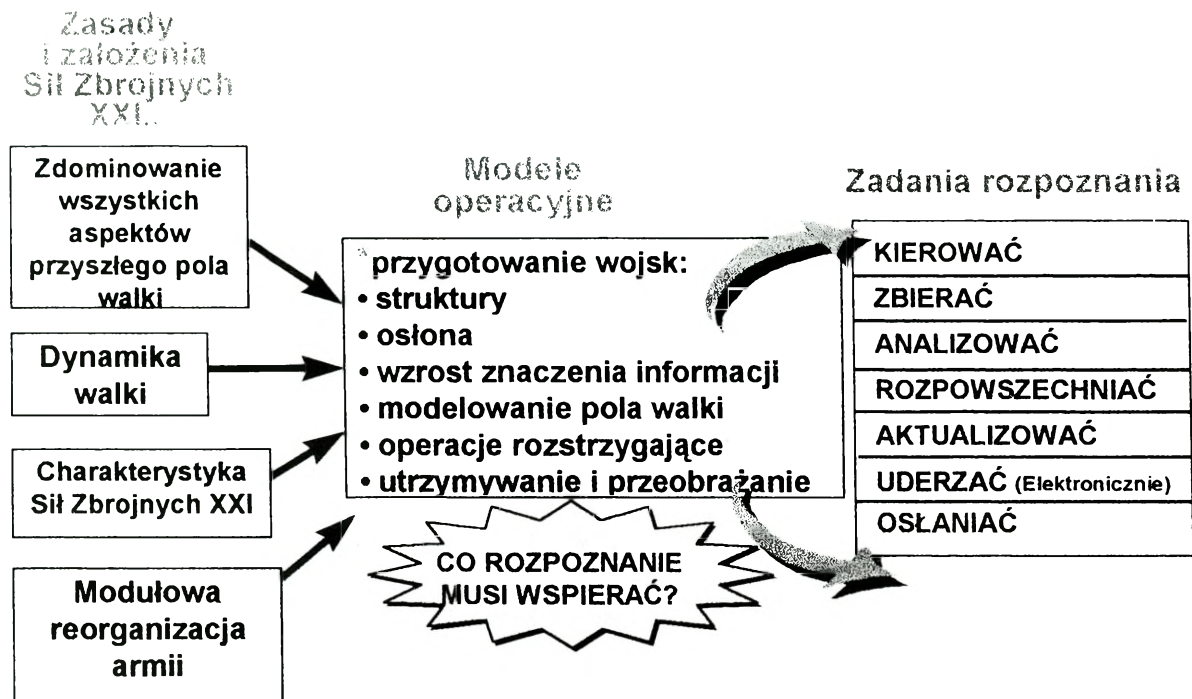 Zasady
i założenia
Sił Zbrojnych
XXI..
Zdominowanie
wszystkich
aspektów
przyszłego pola
walki
Dynamika
walki
Charakterystyka
Sił Zbrojnych XXI
Modułowa
reorganizacja
armii
Modele
operacyjne
przygotowanie wojsk:
• struktury
• osłona
• wzrost znaczenia informacji
• modelowanie pola walki
• operacje rozstrzygające
• utrzymywanie i przeobrażanie
CO ROZPOZNANIE
MUSI WSPIERAĆ?
Zadania rozpoznania
KIEROWAĆ
ZBIERAĆ
ANALIZOWAĆ
ROZPOWSZECHNIAĆ
AKTUALIZOWAĆ
UDERZAĆ (Elektronicznie)
OSŁANIAĆ